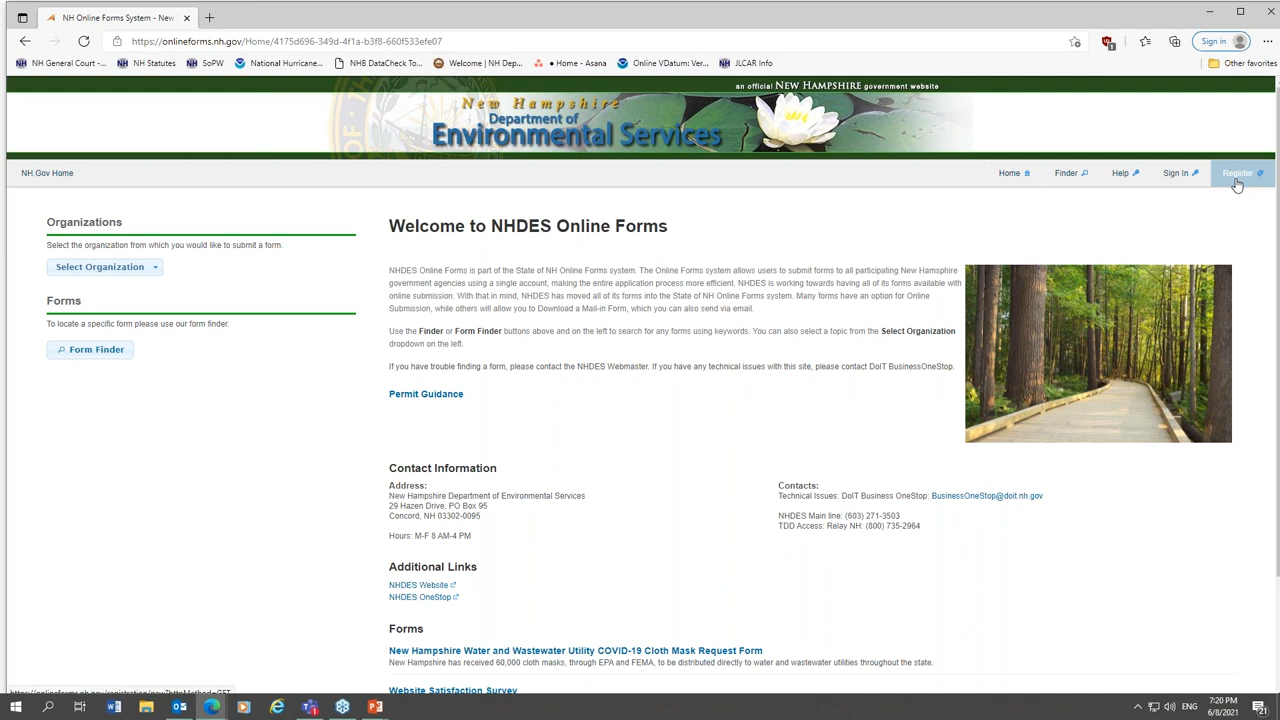 NH Online Forms System - New
https://onlineforms.nh.gov/Home/4175d696-349d-4f1a-b3f8-660f533efe07
1
Sign in
NH General Court -...
NH Statutes
SoPW
National Hurricane...
NHB DataCheck To...
Welcome | NH Dep...
• Home - Asana
Online VDatum: Ver...
JLCAR Info
Other favorites
an official NEW HAMPSHIRE government website
New Hampshire
Department of
Environmental Services
NH.Gov Home
Home
Finder
Help
Sign In
Register
Organizations
Select the organization from which you would like to submit a form.
Select Organization
Forms
To locate a specific form please use our form finder.
Form Finder
Welcome to NHDES Online Forms
NHDES Online Forms is part of the State of NH Online Forms system. The Online Forms system allows users to submit forms to all participating New Hamsphire
government agencies using a single account, making the entire application process more efficient. NHDES is working towards having all of its forms available with
online submission. With that in mind, NHDES has moved all of its forms into the State of NH Online Forms system. Many forms have an option for Online
Submission, while others will allow you to Download a Mail-in Form, which you can also send via email.
Use the Finder or Form Finder buttons above and on the left to search for any forms using keywords. You can also select a topic from the Select Organization
dropdown on the left.
If you have trouble finding a form, please contact the NHDES Webmaster. If you have any technical issues with this site, please contact DoIT BusinessOneStop.
Permit Guidance
Contact Information
Address:
New Hampshire Department of Environmental Services
29 Hazen Drive, PO Box 95
Concord, NH 03302-0095
Hours: M-F 8 AM-4 PM
Contacts:
Technical Issues: DoIT Business OneStop: BusinessOneStop@doit.nh.gov
NHDES Main line: (603) 271-3503
TDD Access: Relay NH: (800) 735-2964
Additional Links
NHDES Website
NHDES OneStop
Forms
New Hampshire Water and Wastewater Utility COVID-19 Cloth Mask Request Form
New Hampshire has received 60,000 cloth masks, through EPA and FEMA, to be distributed directly to water and wastewater utilities throughout the state.
Website Satisfaction Survey
https://onlineforms.nh.gov/registration/new?httpMethod=GET
ENG
7:20 PM
6/8/2021
21